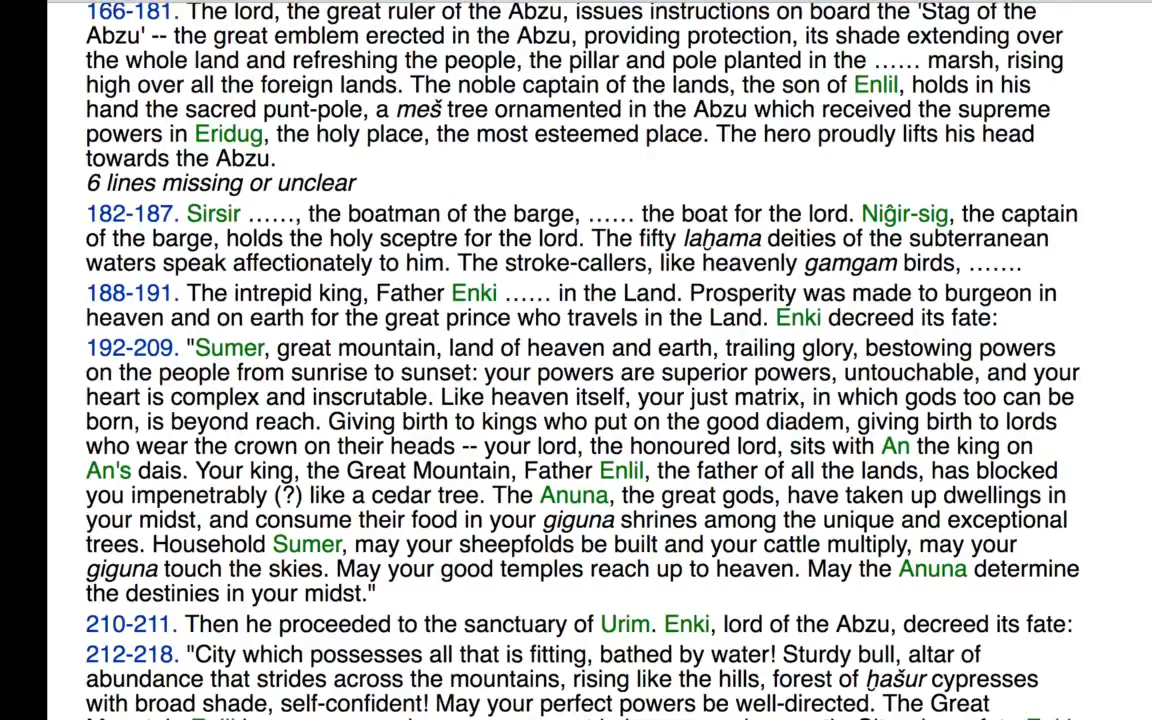 166-181. The lord, the great ruler of the Abzu, issues instructions on board the 'Stag of the
Abzu' -- the great emblem erected in the Abzu, providing protection, its shade extending over
the whole land and refreshing the people, the pillar and pole planted in the ...... marsh, rising
high over all the foreign lands. The noble captain of the lands, the son of Enlil, holds in his
hand the sacred punt-pole, a meš tree ornamented in the Abzu which received the supreme
powers in Eridug, the holy place, the most esteemed place. The hero proudly lifts his head
towards the Abzu.
6 lines missing or unclear
182-187. Sirsir ......, the boatman of the barge, ...... the boat for the lord. Niĝir-sig, the captain
of the barge, holds the holy sceptre for the lord. The fifty laḫama deities of the subterranean
waters speak affectionately to him. The stroke-callers, like heavenly gamgam birds, .......
188-191. The intrepid king, Father Enki ...... in the Land. Prosperity was made to burgeon in
heaven and on earth for the great prince who travels in the Land. Enki decreed its fate:
192-209. "Sumer, great mountain, land of heaven and earth, trailing glory, bestowing powers
on the people from sunrise to sunset: your powers are superior powers, untouchable, and your
heart is complex and inscrutable. Like heaven itself, your just matrix, in which gods too can be
born, is beyond reach. Giving birth to kings who put on the good diadem, giving birth to lords
who wear the crown on their heads -- your lord, the honoured lord, sits with An the king on
An's dais. Your king, the Great Mountain, Father Enlil, the father of all the lands, has blocked
you impenetrably (?) like a cedar tree. The Anuna, the great gods, have taken up dwellings in
your midst, and consume their food in your giguna shrines among the unique and exceptional
trees. Household Sumer, may your sheepfolds be built and your cattle multiply, may your
giguna touch the skies. May your good temples reach up to heaven. May the Anuna determine
the destinies in your midst."
210-211. Then he proceeded to the sanctuary of Urim. Enki, lord of the Abzu, decreed its fate:
212-218. "City which possesses all that is fitting, bathed by water! Sturdy bull, altar of
abundance that strides across the mountains, rising like the hills, forest of ḫašur cypresses
with broad shade, self-confident! May your perfect powers be well-directed. The Great